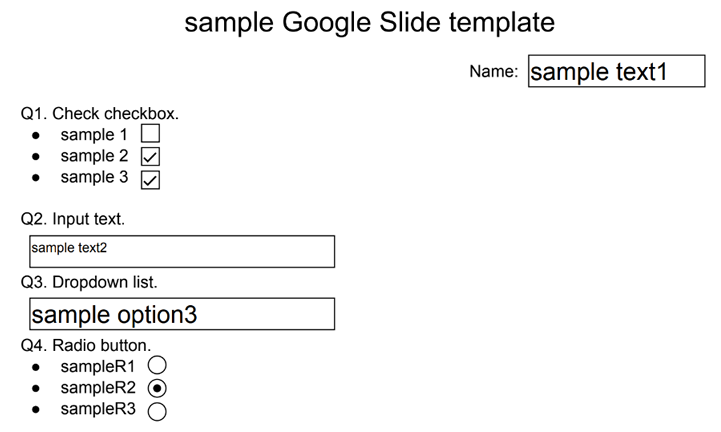 sample Google Slide template
Name: sample text1
Q1. Check checkbox.
sample 1
sample 2
sample 3
Q2. Input text.
sample text2
Q3. Dropdown list.
sample option3
Q4. Radio button.
sampleR1
sampleR2
sampleR3